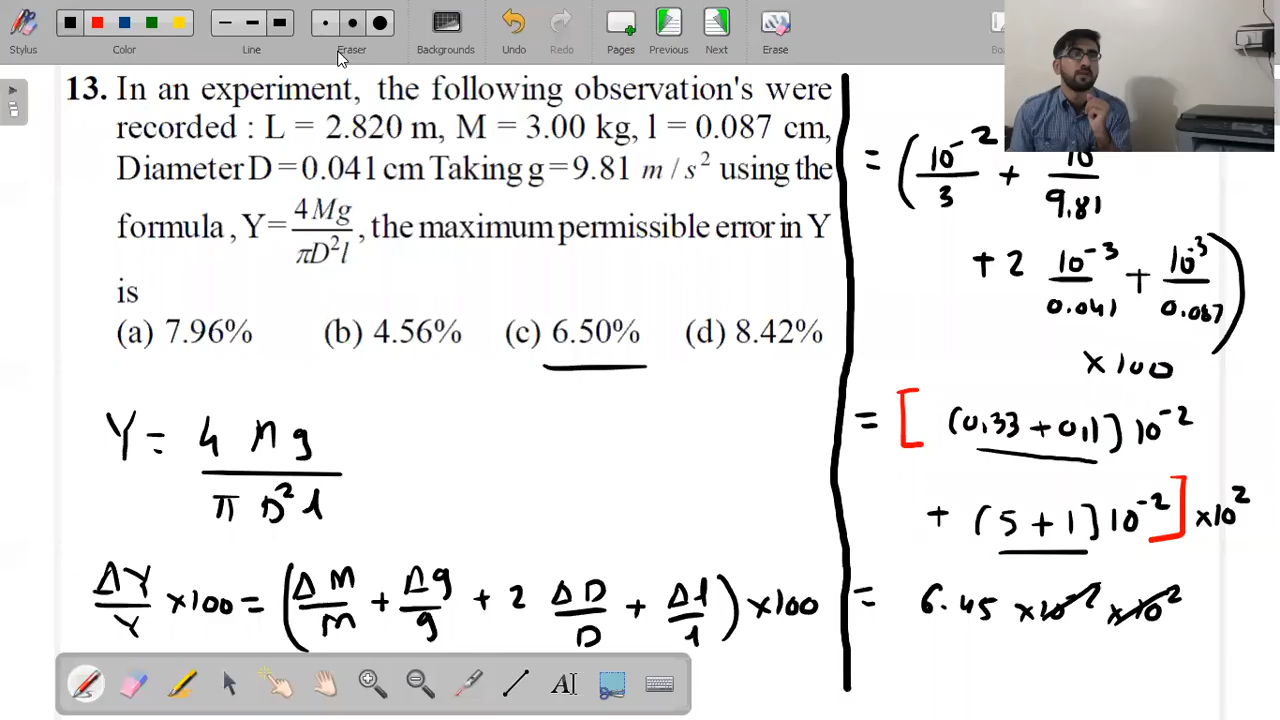 Stylus Color Line Eraser Backgrounds Undo Redo Pages Previous Next Erase
13. In an experiment, the following observation's were
recorded : L = 2.820 m, M = 3.00 kg, l = 0.087 cm,
Diameter D = 0.041 cm Taking g = 9.81 m/s² using the
formula , Y = 4Mg / πD²l , the maximum permissible error in Y
is
(a) 7.96% (b) 4.56% (c) 6.50% (d) 8.42%
Y = 4 M g / π D² l
ΔY/Y ×100 = (ΔM/m + Δg/g + 2 ΔD/D + Δl/l) ×100
= (10⁻²/3 + /9.81
+ 2 10⁻³/0.041 + 10⁻³/0.087)
×100
= [ (0.33 + 0.1) 10⁻²
+ (5 + 1) 10⁻² ] ×10²
= 6.45 ×10⁻² ×10²